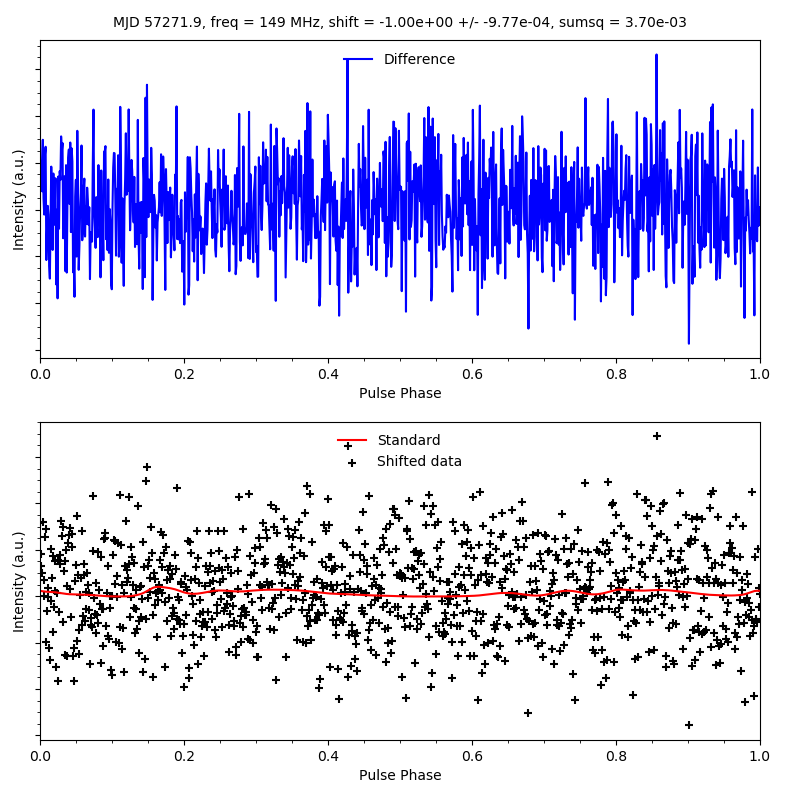 MJD 57271.9, freq = 149 MHz, shift = -1.00e+00 +/- -9.77e-04, sumsq = 3.70e-03
Difference
Intensity (a.u.)
0.0 0.2 0.4 0.6 0.8 1.0
Pulse Phase
Standard
Shifted data
Intensity (a.u.)
0.0 0.2 0.4 0.6 0.8 1.0
Pulse Phase